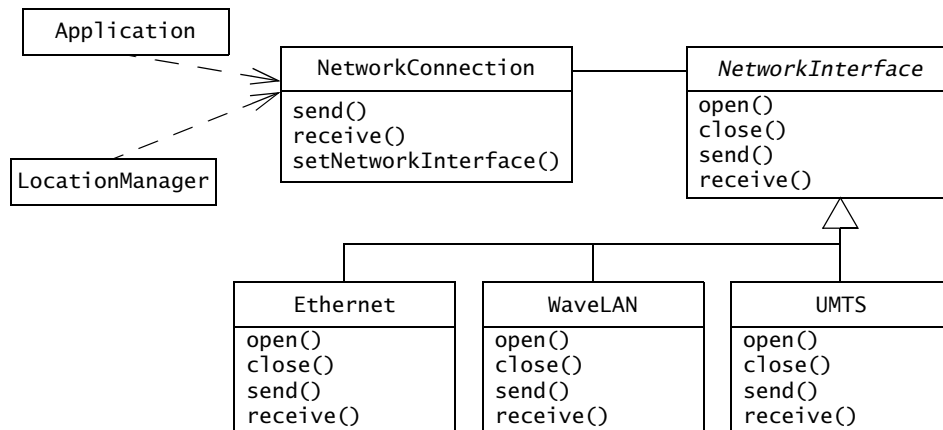 Application
NetworkConnection
NetworkInterface
send()
receive()
setNetworkInterface()
open()
close()
send()
receive()
LocationManager
Ethernet
open()
close()
send()
receive()
WaveLAN
open()
close()
send()
receive()
UMTS
open()
close()
send()
receive()